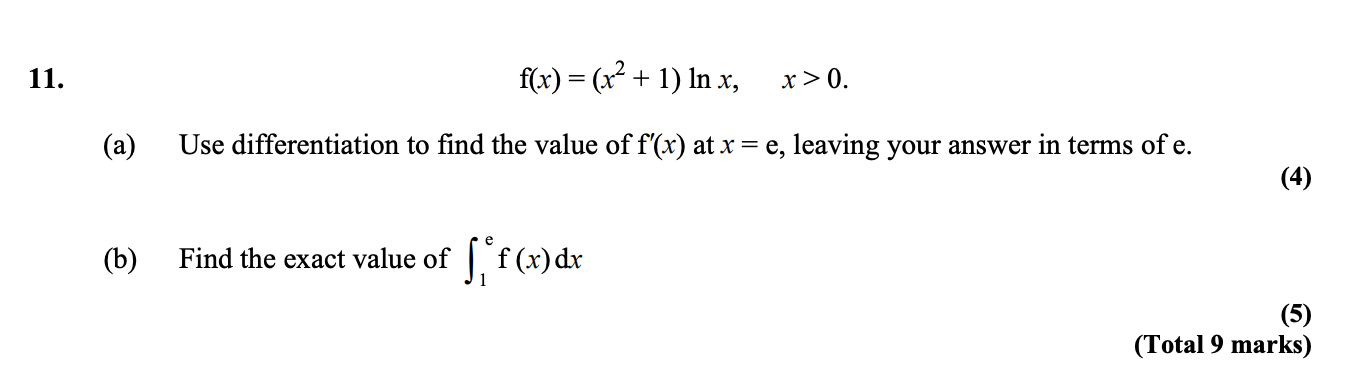 11. f(x) = (x² + 1) ln x, x > 0.
(a) Use differentiation to find the value of f′(x) at x = e, leaving your answer in terms of e.
(4)
(b) Find the exact value of ∫₁ᵉ f (x) dx
(5)
(Total 9 marks)